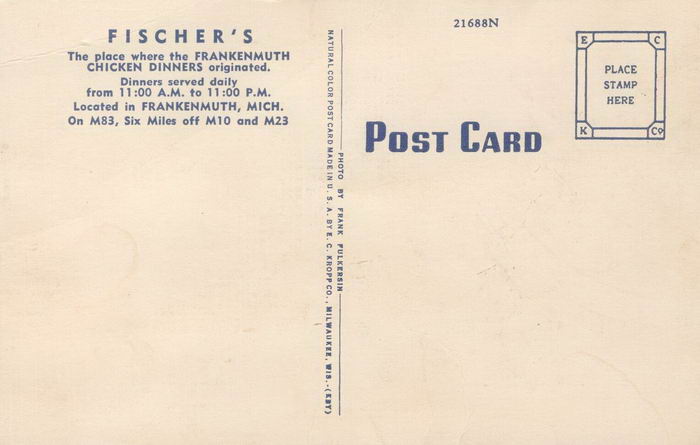 FISCHER'S
The place where the FRANKENMUTH
CHICKEN DINNERS originated.
Dinners served daily
from 11:00 A.M. to 11:00 P.M.
Located in FRANKENMUTH, MICH.
On M83, Six Miles off M10 and M23
NATURAL COLOR POST CARD MADE IN U. S. A. BY E. C. KROPP CO., MILWAUKEE, WIS.-(EBY)
PHOTO BY FRANK FULKERSIN
21688N
POST CARD
E C
PLACE
STAMP
HERE
K Co